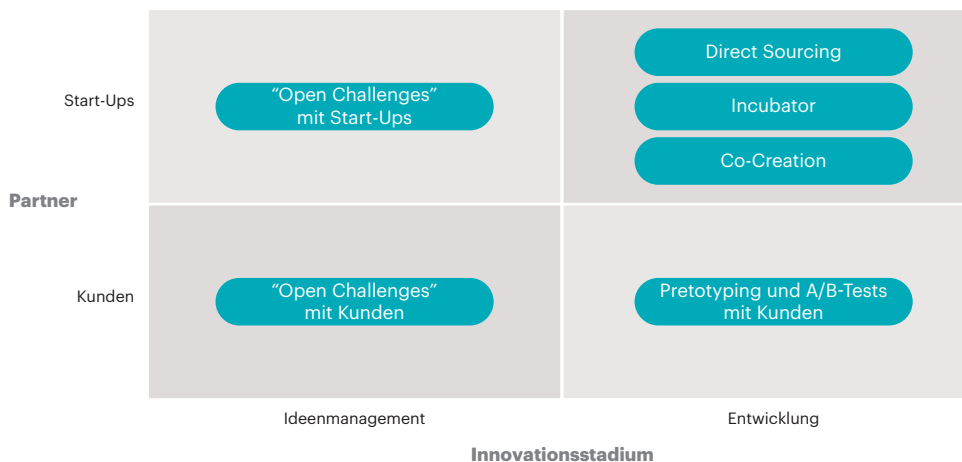 Direct Sourcing
Start-Ups
“Open Challenges”
mit Start-Ups
Incubator
Co-Creation
Partner
Kunden
“Open Challenges”
mit Kunden
Pretotyping und A/B-Tests
mit Kunden
Ideenmanagement
Entwicklung
Innovationsstadium